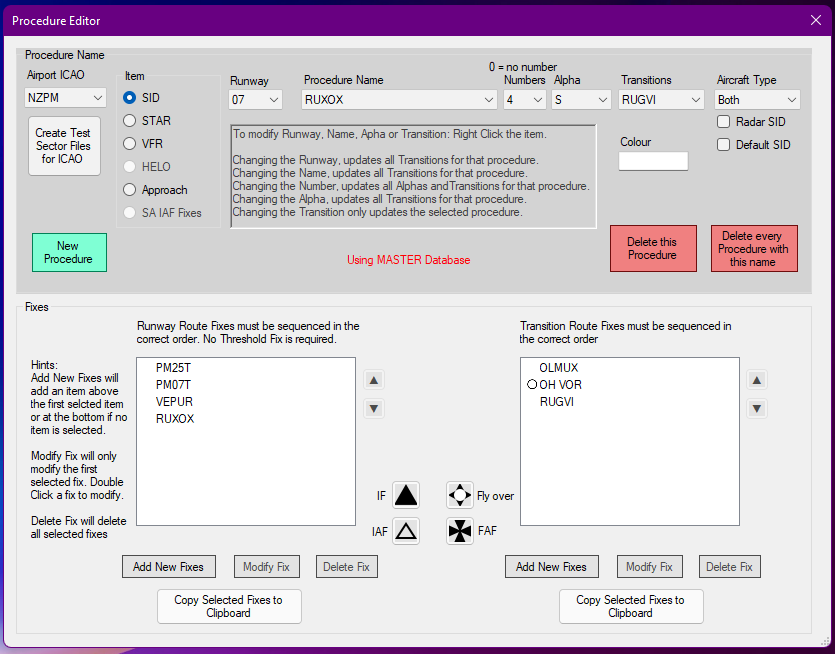 Procedure Editor
Procedure Name
Airport ICAO
NZPM
Create Test
Sector Files
for ICAO
New
Procedure
Item
SID
STAR
VFR
HELO
Approach
SA IAF Fixes
Runway
07
Procedure Name
RUXOX
0 = no number
Numbers
4
Alpha
S
Transitions
RUGVI
Aircraft Type
Both
Radar SID
Default SID
Colour
To modify Runway, Name, Apha or Transition: Right Click the item.
Changing the Runway, updates all Transitions for that procedure.
Changing the Name, updates all Transitions for that procedure.
Changing the Number, updates all Alphas and Transitions for that procedure.
Changing the Alpha, updates all Transitions for that procedure.
Changing the Transition only updates the selected procedure.
Using MASTER Database
Delete this
Procedure
Delete every
Procedure with
this name
Fixes
Hints:
Add New Fixes will
add an item above
the first selcted item
or at the bottom if no
item is selected.
Modify Fix will only
modify the first
selected fix. Double
Click a fix to modify.
Delete Fix will delete
all selected fixes
Runway Route Fixes must be sequenced in the
correct order. No Threshold Fix is required.
PM25T
PM07T
VEPUR
RUXOX
Add New Fixes
Modify Fix
Delete Fix
Copy Selected Fixes to
Clipboard
IF
Fly over
IAF
FAF
Transition Route Fixes must be sequenced in
the correct order
OLMUX
OH VOR
RUGVI
Add New Fixes
Modify Fix
Delete Fix
Copy Selected Fixes to
Clipboard